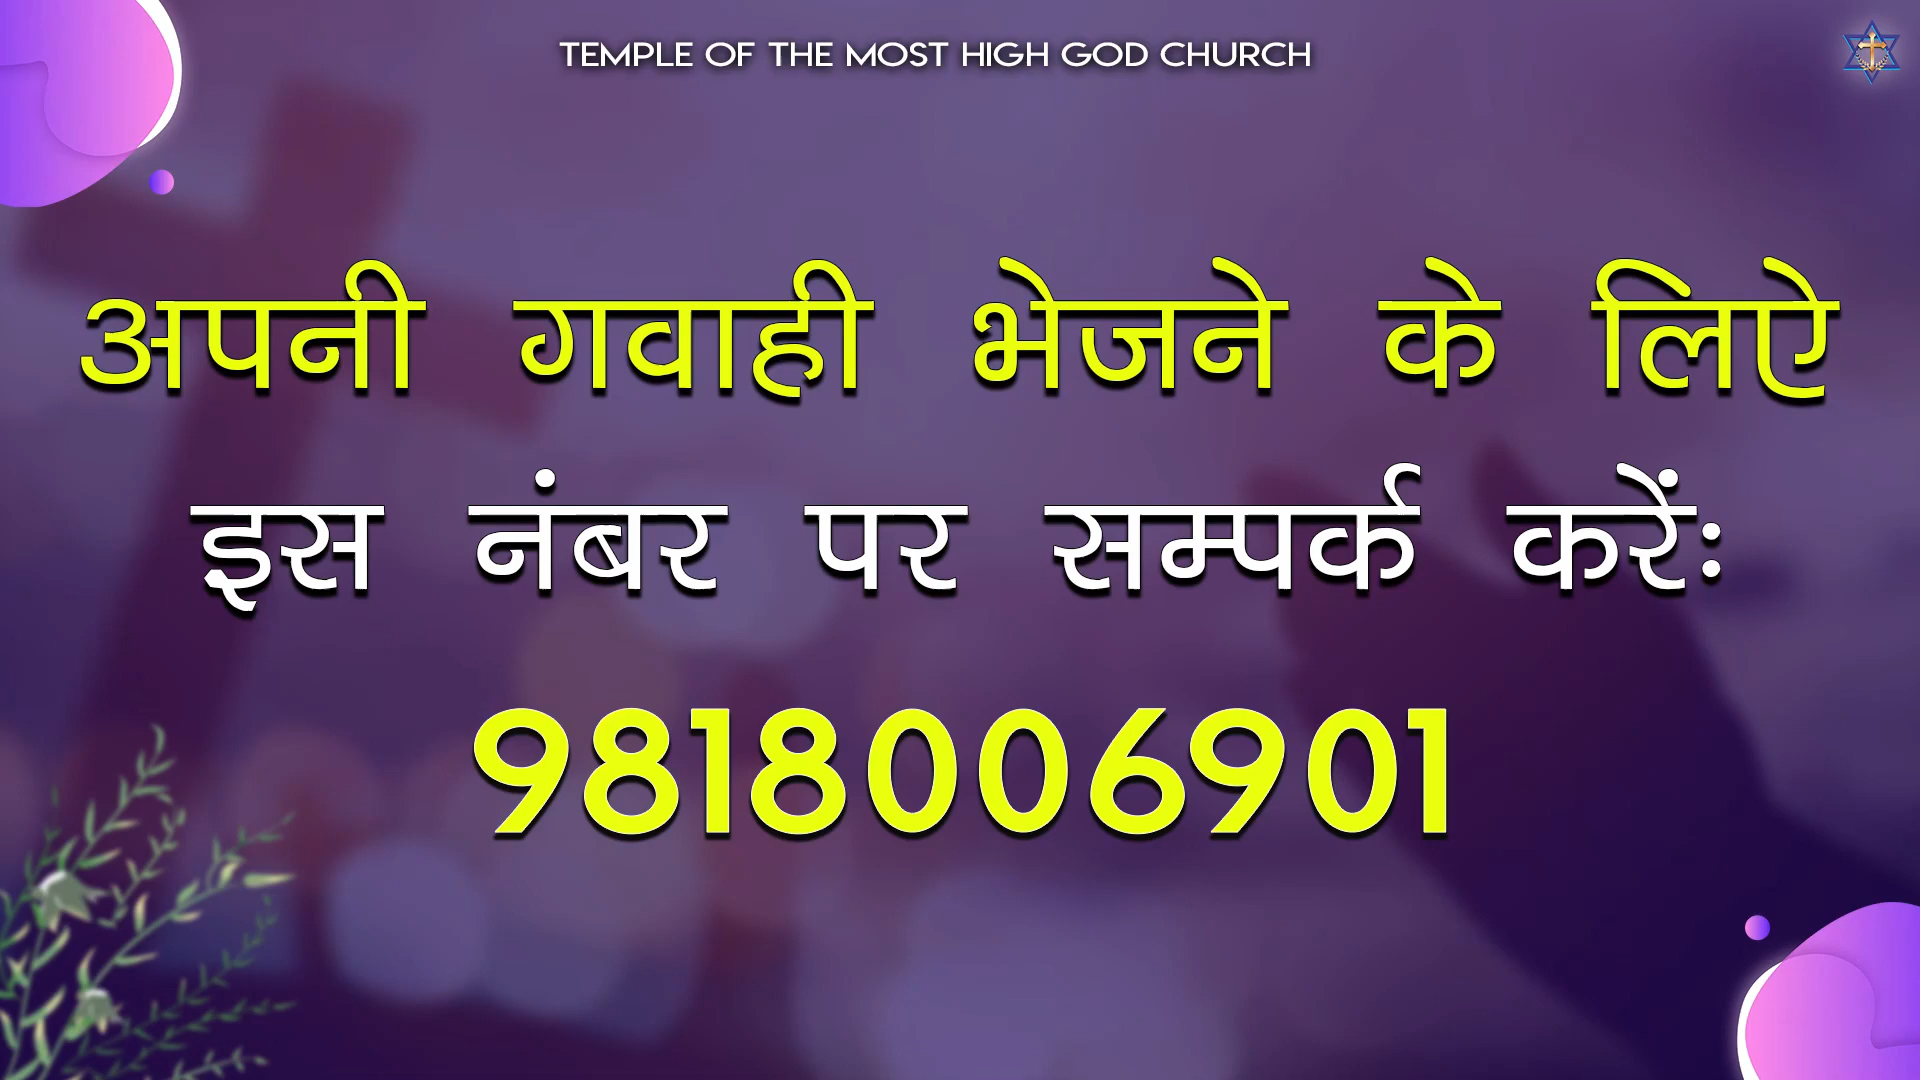 TEMPLE OF THE MOST HIGH GOD CHURCH
अपनी गवाही भेजने के लिऐ
इस नंबर पर सम्पर्क करें:
9818006901